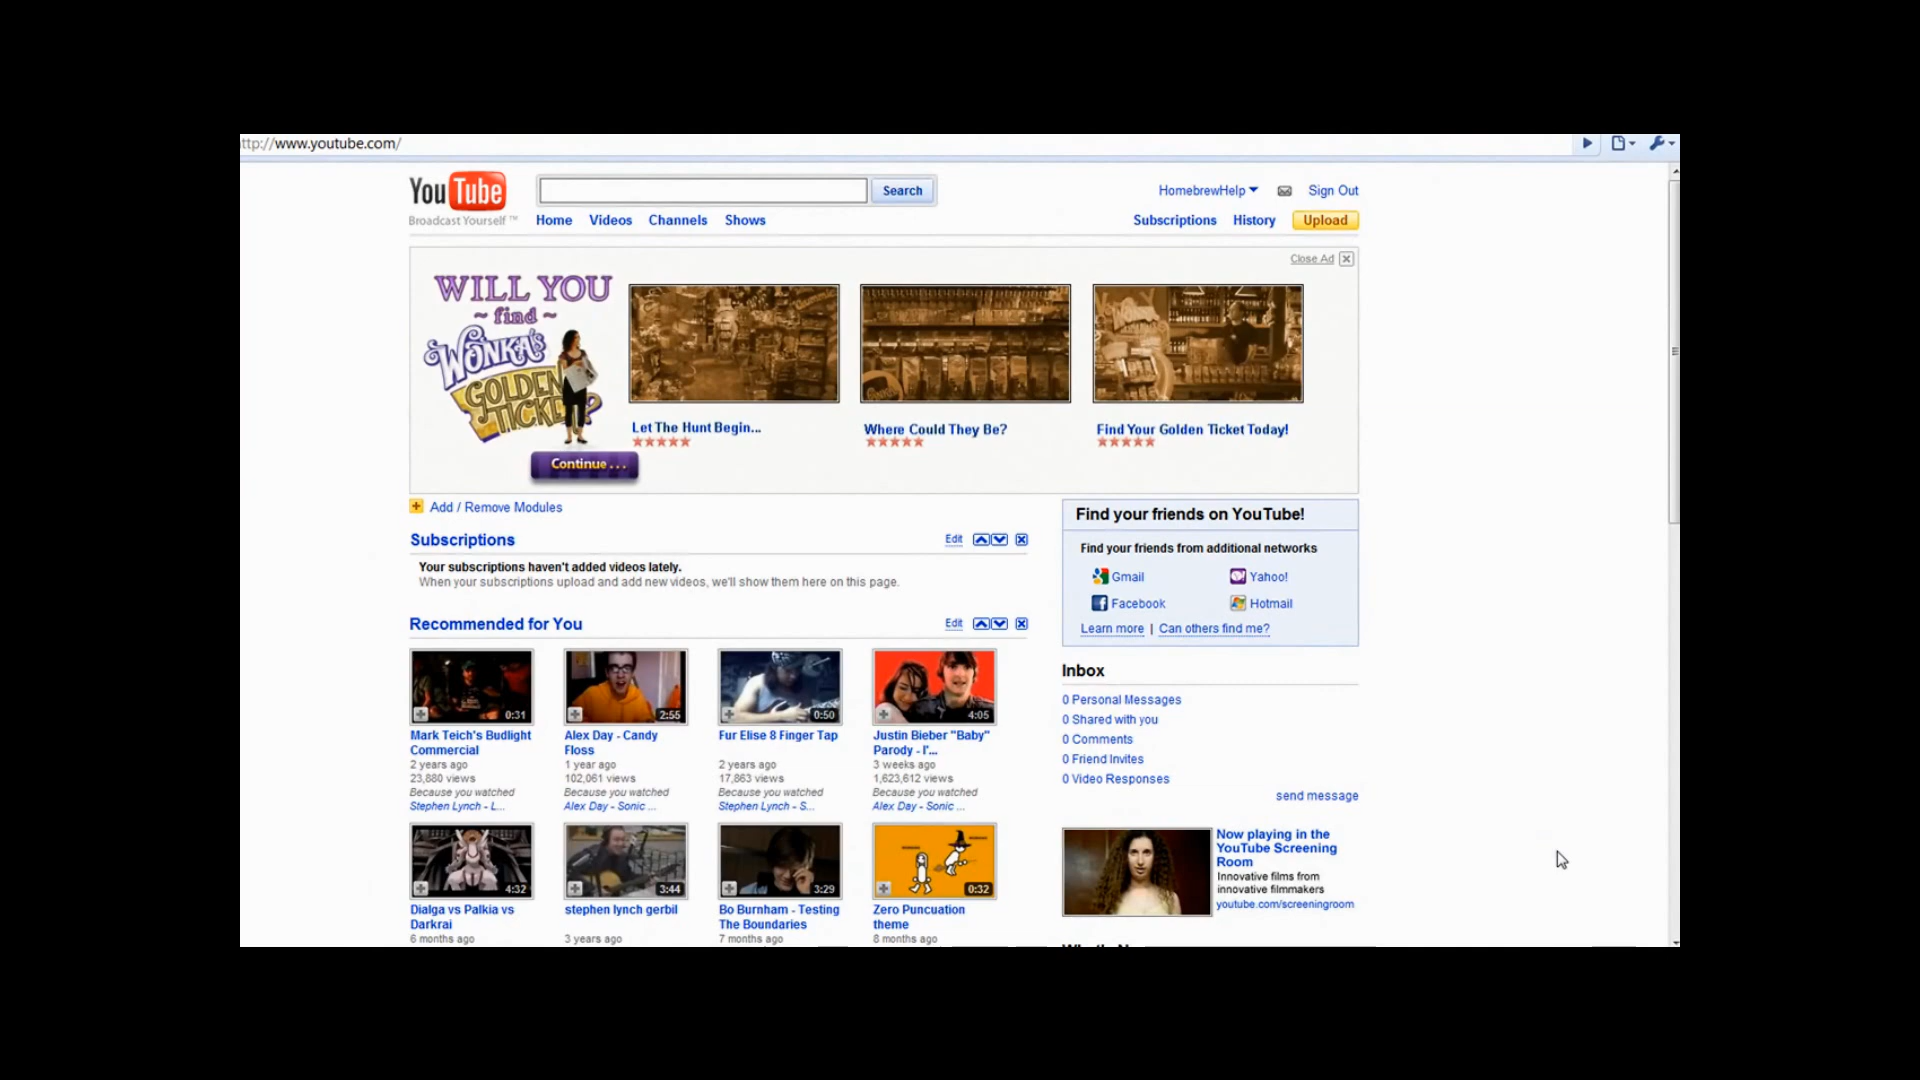 ttp://www.youtube.com/
YouTube
Broadcast Yourself ™
Search
HomebrewHelp
Sign Out
Home Videos Channels Shows
Subscriptions History Upload
Close Ad
WILL YOU
~ find ~
WONKA'S
GOLDEN
TICKET?
Continue . . .
Let The Hunt Begin...
Where Could They Be?
Find Your Golden Ticket Today!
Add / Remove Modules
Subscriptions
Edit
Your subscriptions haven't added videos lately.
When your subscriptions upload and add new videos, we'll show them here on this page.
Recommended for You
Edit
0:31
Mark Teich's Budlight
Commercial
2 years ago
23,880 views
Because you watched
Stephen Lynch - L...
2:55
Alex Day - Candy
Floss
1 year ago
102,061 views
Because you watched
Alex Day - Sonic ...
0:50
Fur Elise 8 Finger Tap
2 years ago
17,863 views
Because you watched
Stephen Lynch - S...
4:05
Justin Bieber "Baby"
Parody - I'...
3 weeks ago
1,623,612 views
Because you watched
Alex Day - Sonic ...
4:32
Dialga vs Palkia vs
Darkrai
6 months ago
3:44
stephen lynch gerbil
3 years ago
3:29
Bo Burnham - Testing
The Boundaries
7 months ago
0:32
Zero Puncuation
theme
8 months ago
Find your friends on YouTube!
Find your friends from additional networks
Gmail
Yahoo!
Facebook
Hotmail
Learn more | Can others find me?
Inbox
0 Personal Messages
0 Shared with you
0 Comments
0 Friend Invites
0 Video Responses
send message
Now playing in the
YouTube Screening
Room
Innovative films from
innovative filmmakers
youtube.com/screeningroom